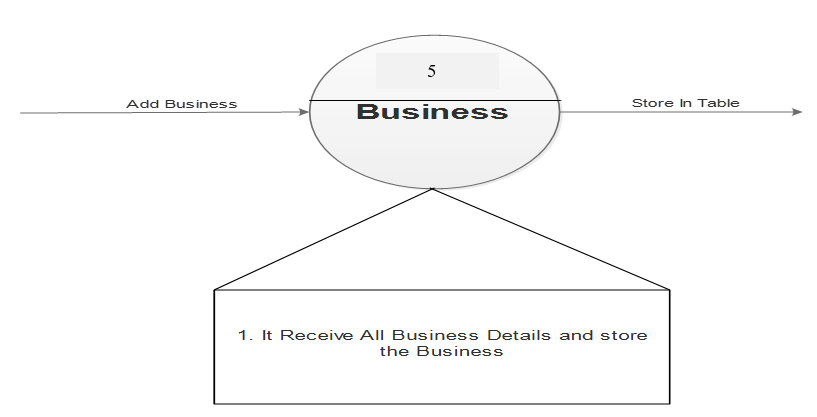 5
Add Business
Business
Store In Table
1. It Receive All Business Details and store
the Business